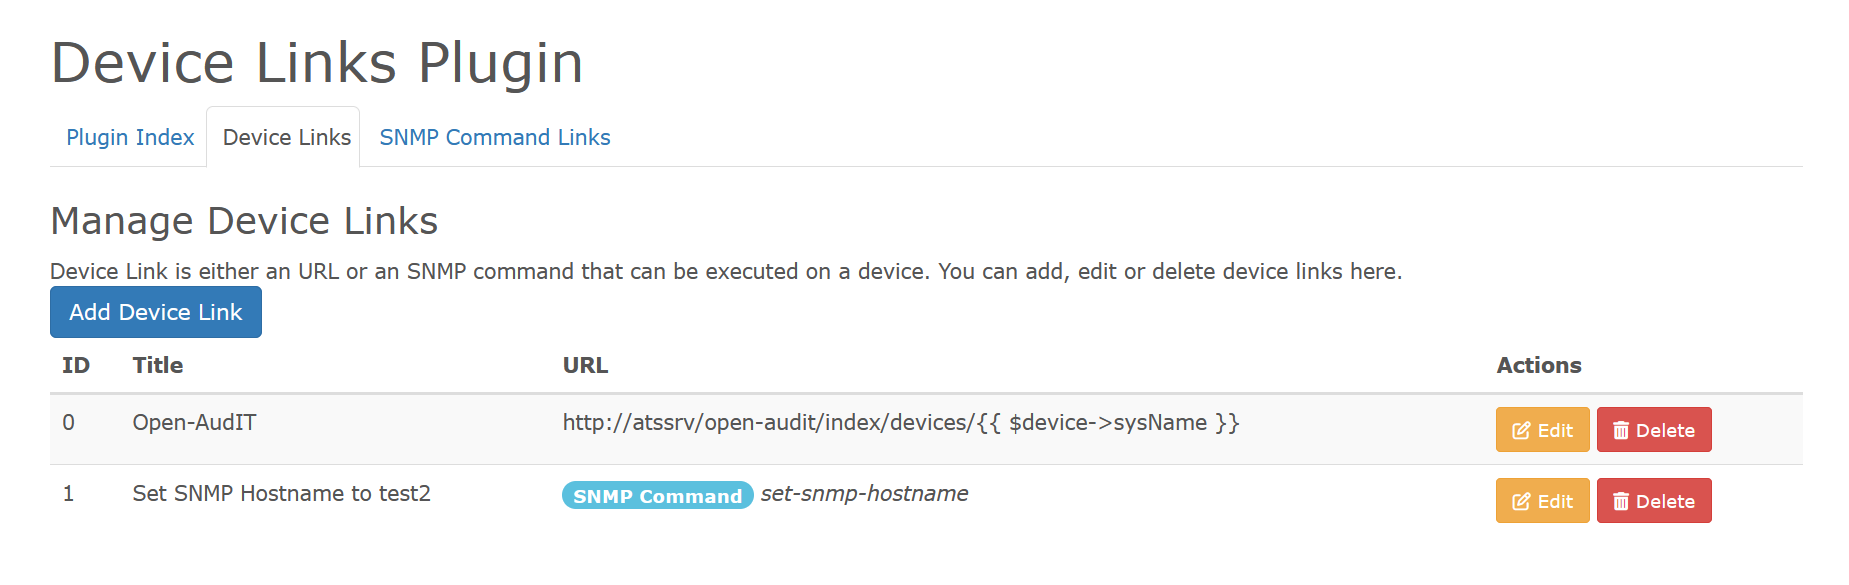 Device Links Plugin
Plugin Index Device Links SNMP Command Links
Manage Device Links
Device Link is either an URL or an SNMP command that can be executed on a device. You can add, edit or delete device links here.
Add Device Link
ID Title URL Actions
0 Open-AudIT http://atssrv/open-audit/index/devices/{{ $device->sysName }} Edit Delete
1 Set SNMP Hostname to test2 SNMP Command set-snmp-hostname Edit Delete